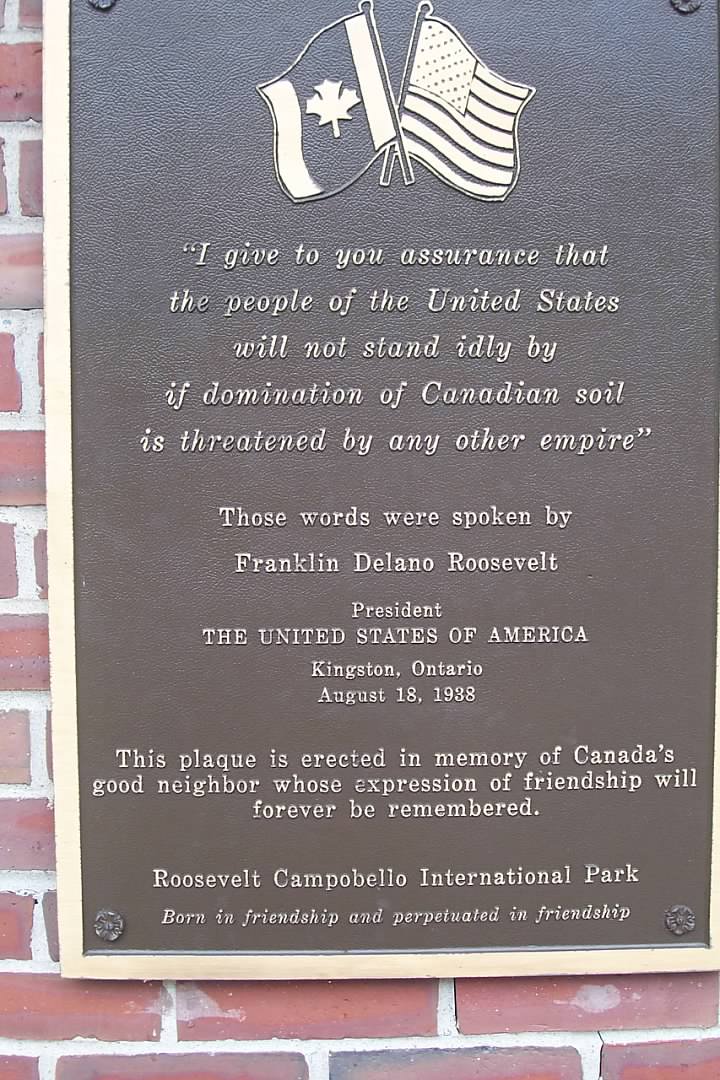 “I give to you assurance that
the people of the United States
will not stand idly by
if domination of Canadian soil
is threatened by any other empire”
Those words were spoken by
Franklin Delano Roosevelt
President
THE UNITED STATES OF AMERICA
Kingston, Ontario
August 18, 1938
This plaque is erected in memory of Canada's
good neighbor whose expression of friendship will
forever be remembered.
Roosevelt Campobello International Park
Born in friendship and perpetuated in friendship